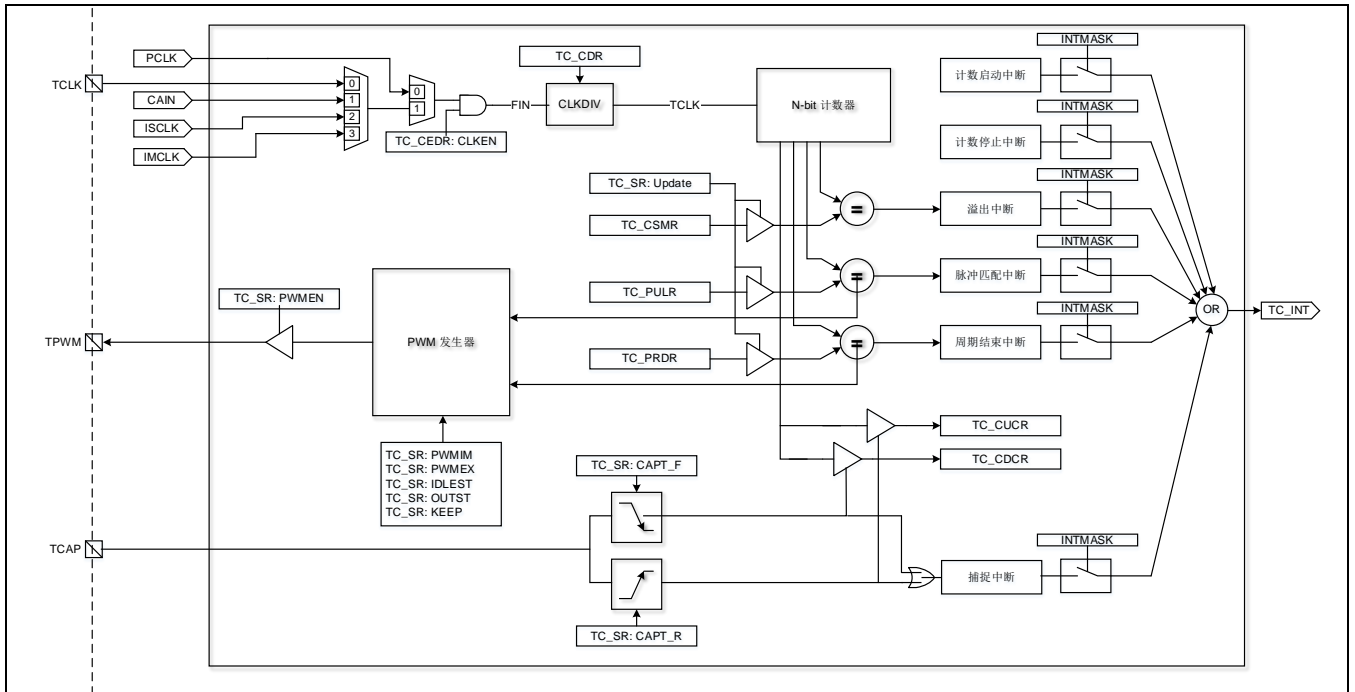 PCLK
TCLK
CAIN
ISCLK
IMCLK
0
1
2
3
0
1
TC_CEDR: CLKEN
FIN
TC_CDR
CLKDIV
TCLK
N-bit 计数器
INTMASK
计数启动中断
INTMASK
计数停止中断
TC_SR: Update
INTMASK
TC_CSMR
=
溢出中断
INTMASK
TC_PULR
=
脉冲匹配中断
TC_SR: PWMEN
OR
TC_INT
INTMASK
TPWM
PWM 发生器
TC_PRDR
=
周期结束中断
TC_CUCR
TC_SR: PWMIM
TC_SR: PWMEX
TC_SR: IDLEST
TC_SR: OUTST
TC_SR: KEEP
TC_CDCR
TC_SR: CAPT_F
TCAP
INTMASK
捕捉中断
TC_SR: CAPT_R